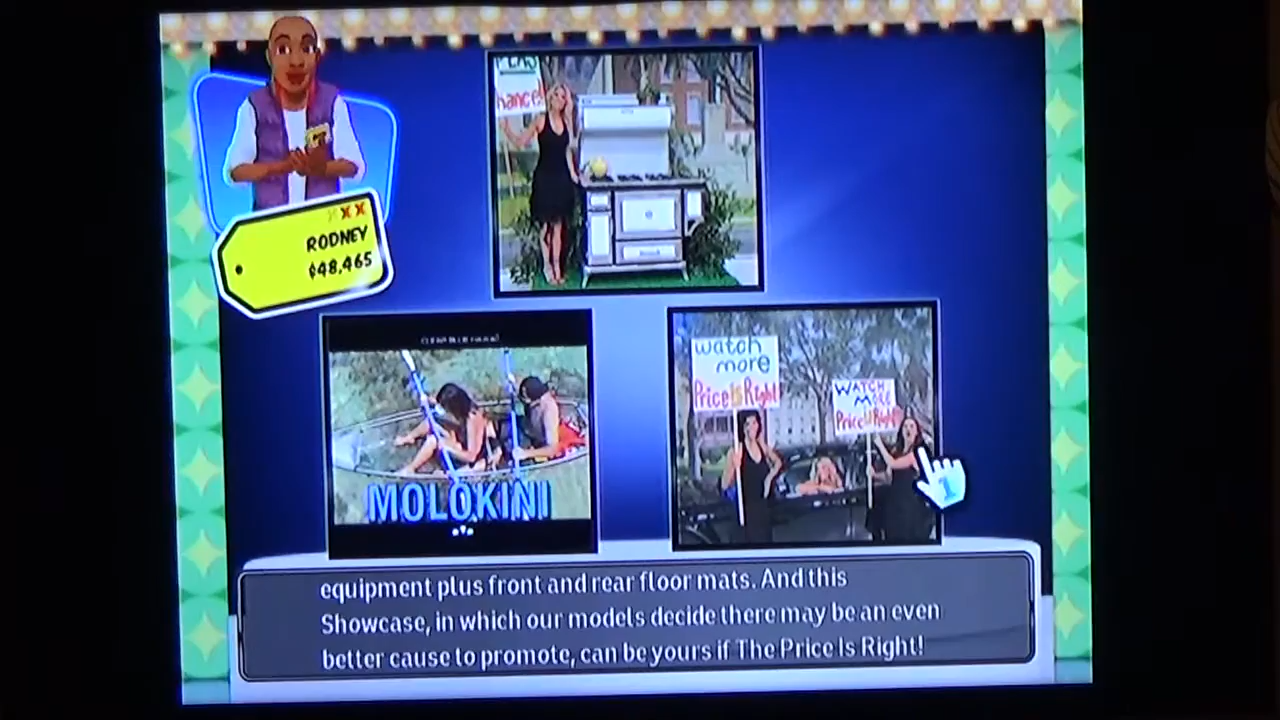 hance!
XX
RODNEY
$48,465
watch
more
Price Is Right
WATCH
MORE
Price is Right
MOLOKINI
1
equipment plus front and rear floor mats. And this
Showcase, in which our models decide there may be an even
better cause to promote, can be yours if The Price Is Right!